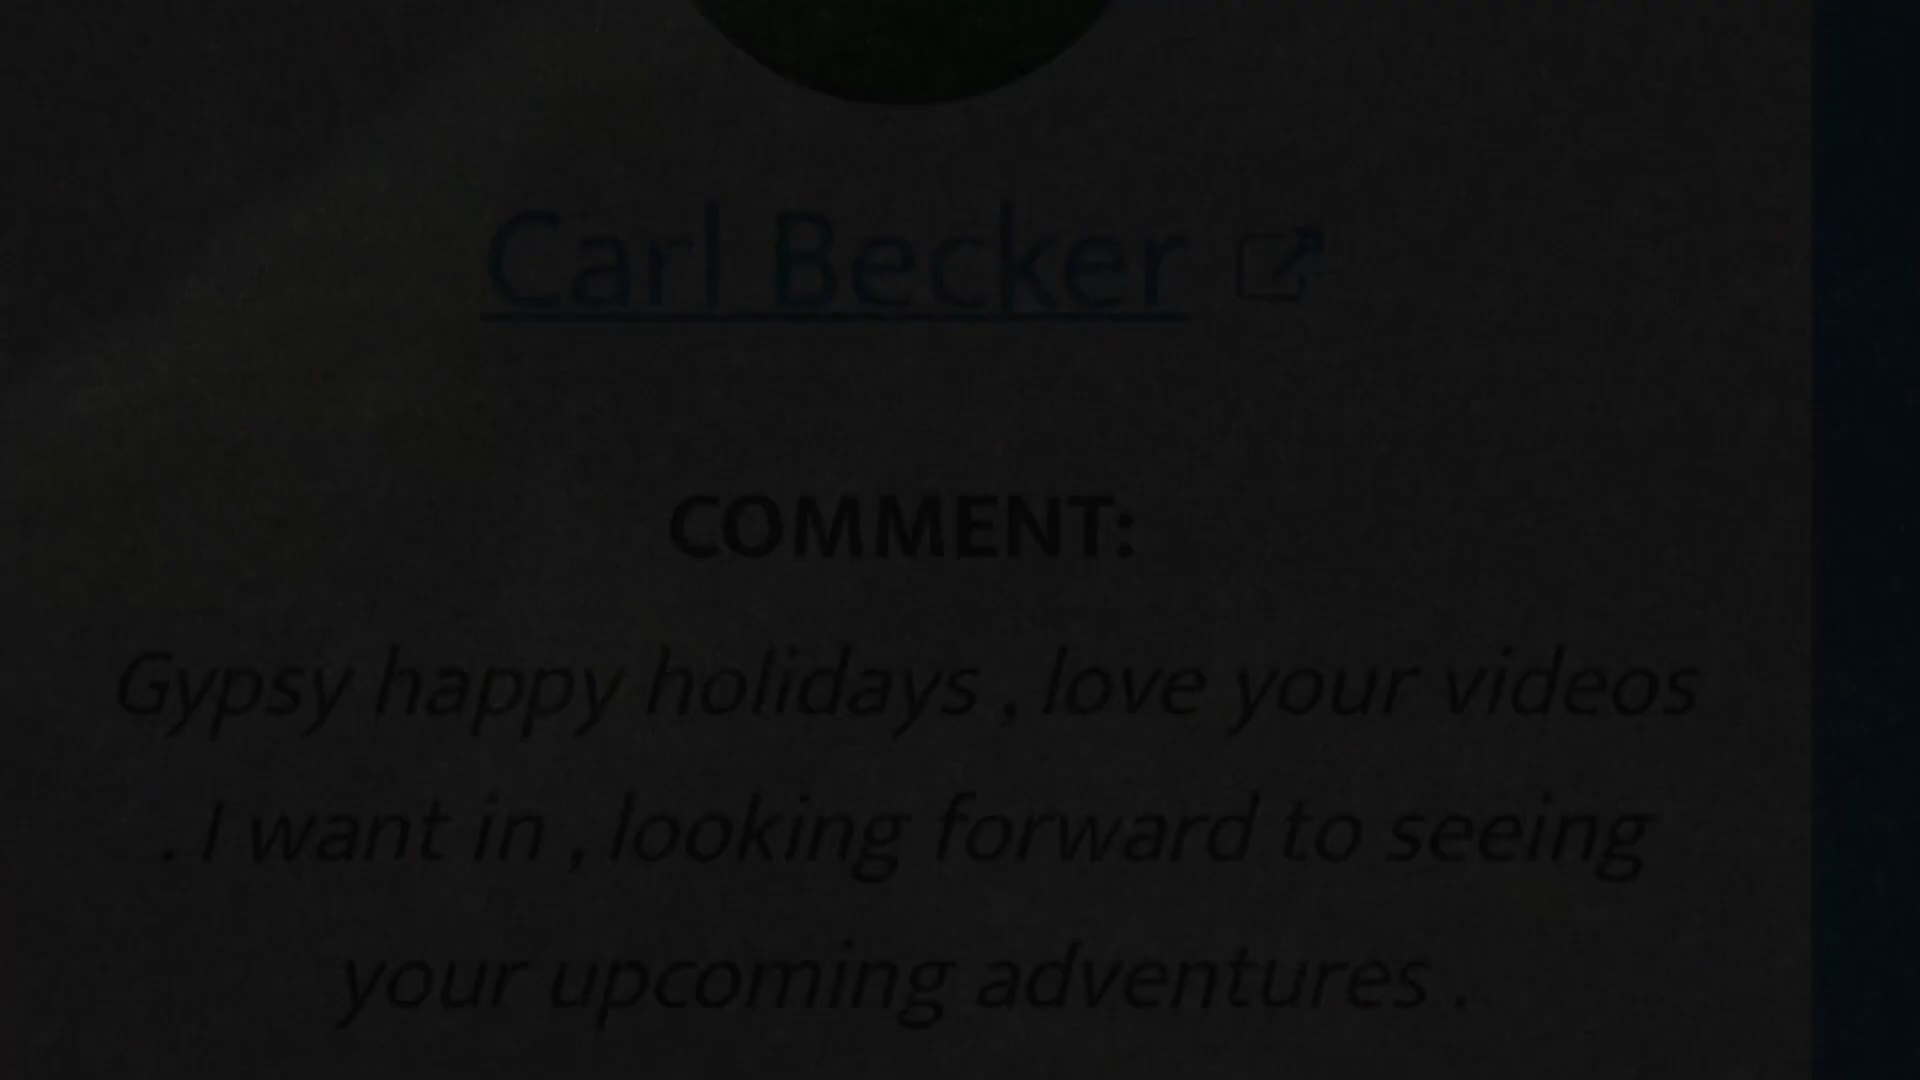 Carl Becker
COMMENT:
Gypsy happy holidays , love your videos
. I want in , looking forward to seeing
your upcoming adventures .